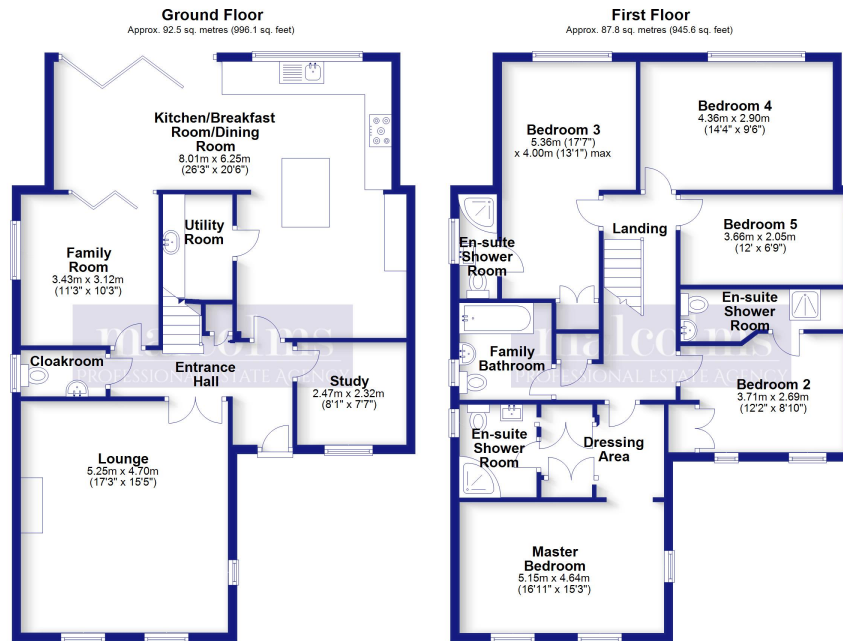 Ground Floor
Approx. 92.5 sq. metres (996.1 sq. feet)
Kitchen/Breakfast
Room/Dining
Room
8.01m x 6.25m
(26'3" x 20'6")
Utility
Room
Family
Room
3.43m x 3.12m
(11'3" x 10'3")
malcolms
PROFESSIONAL ESTATE AGENCY
Cloakroom
Entrance
Hall
Study
2.47m x 2.32m
(8'1" x 7'7")
Lounge
5.25m x 4.70m
(17'3" x 15'5")
First Floor
Approx. 87.8 sq. metres (945.6 sq. feet)
Bedroom 3
5.36m (17'7")
x 4.00m (13'1") max
Bedroom 4
4.36m x 2.90m
(14'4" x 9'6")
Landing
Bedroom 5
3.66m x 2.05m
(12' x 6'9")
En-suite
Shower
Room
En-suite
Shower
Room
malcolms
PROFESSIONAL ESTATE AGENCY
Family
Bathroom
Bedroom 2
3.71m x 2.69m
(12'2" x 8'10")
En-suite
Shower
Room
Dressing
Area
Master
Bedroom
5.15m x 4.64m
(16'11" x 15'3")